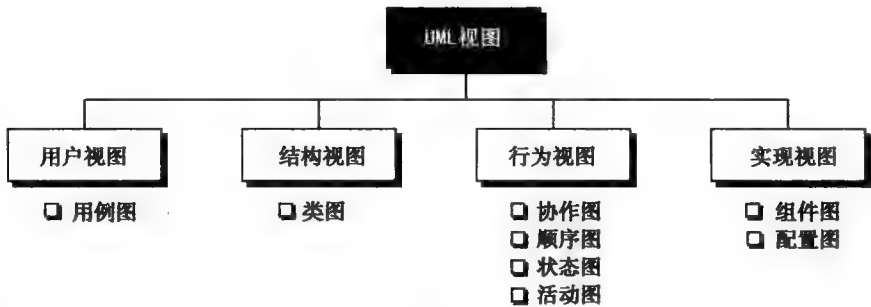 UML视图
用户视图
结构视图
行为视图
实现视图
用例图
类图
协作图
顺序图
状态图
活动图
组件图
配置图